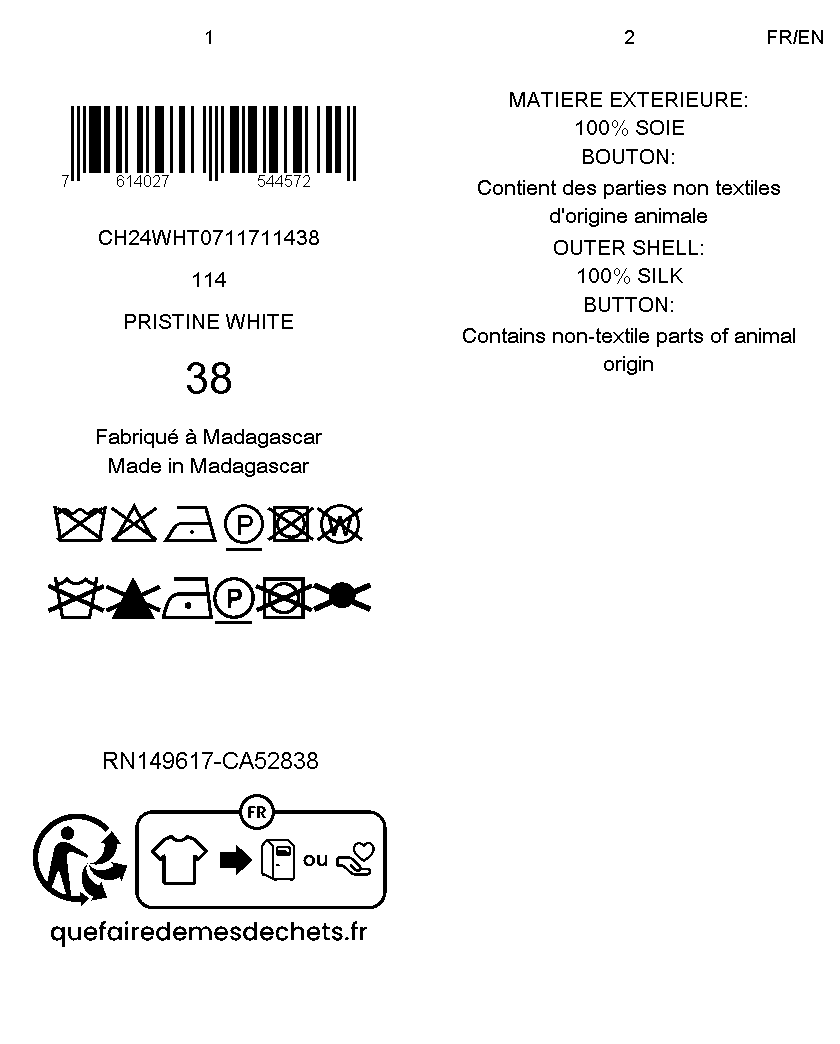 1
7 614027 544572
CH24WHT0711711438
114
PRISTINE WHITE
38
Fabriqué à Madagascar
Made in Madagascar
P W
P
RN149617-CA52838
FR
ou
quefairedemesdechets.fr
2 FR/EN
MATIERE EXTERIEURE:
100% SOIE
BOUTON:
Contient des parties non textiles
d'origine animale
OUTER SHELL:
100% SILK
BUTTON:
Contains non-textile parts of animal
origin